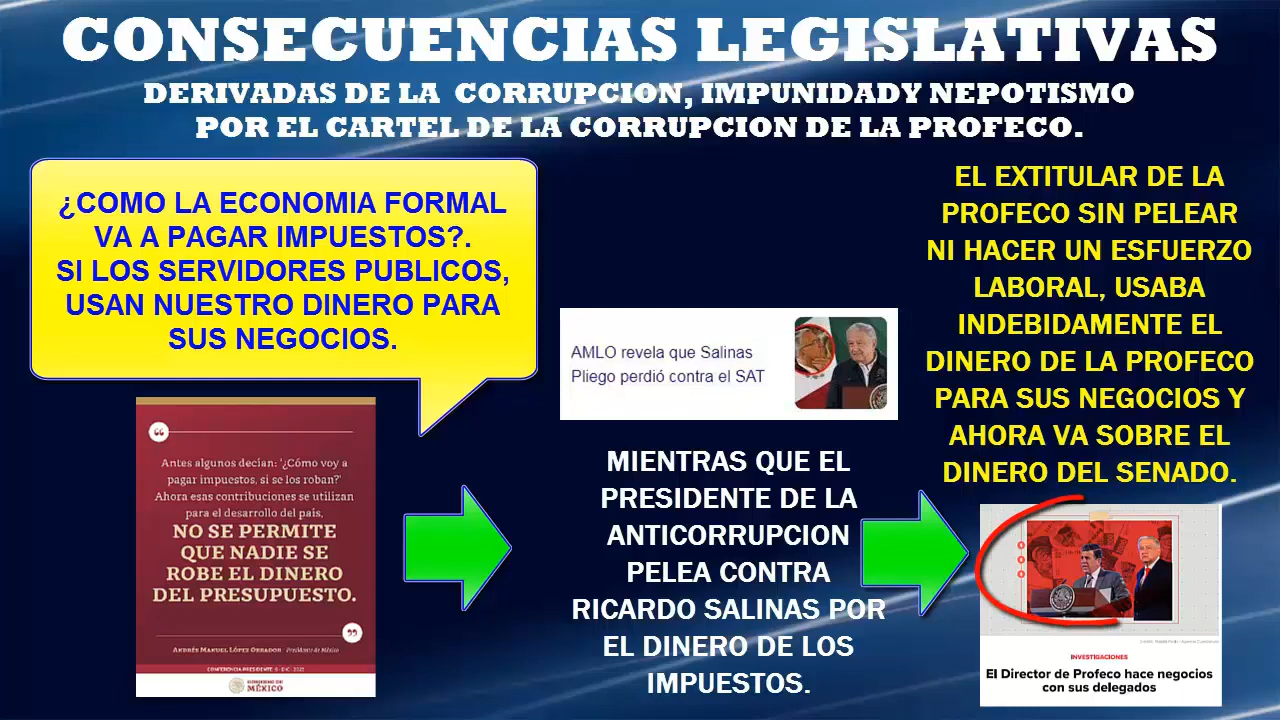 CONSECUENCIAS LEGISLATIVAS
DERIVADAS DE LA CORRUPCION, IMPUNIDADY NEPOTISMO
POR EL CARTEL DE LA CORRUPCION DE LA PROFECO.
¿COMO LA ECONOMIA FORMAL
VA A PAGAR IMPUESTOS?.
SI LOS SERVIDORES PUBLICOS,
USAN NUESTRO DINERO PARA
SUS NEGOCIOS.
Antes algunos decían: '¿Cómo voy a
pagar impuestos, si se los roban?'
Ahora esas contribuciones se utilizan
para el desarrollo del país,
NO SE PERMITE
QUE NADIE SE
ROBE EL DINERO
DEL PRESUPUESTO.
ANDRÉS MANUEL LÓPEZ OBRADOR Presidente de México
GOBIERNO DE
MÉXICO
AMLO revela que Salinas
Pliego perdió contra el SAT
MIENTRAS QUE EL
PRESIDENTE DE LA
ANTICORRUPCION
PELEA CONTRA
RICARDO SALINAS POR
EL DINERO DE LOS
IMPUESTOS.
EL EXTITULAR DE LA
PROFECO SIN PELEAR
NI HACER UN ESFUERZO
LABORAL, USABA
INDEBIDAMENTE EL
DINERO DE LA PROFECO
PARA SUS NEGOCIOS Y
AHORA VA SOBRE EL
DINERO DEL SENADO.
INVESTIGACIONES
El Director de Profeco hace negocios
con sus delegados